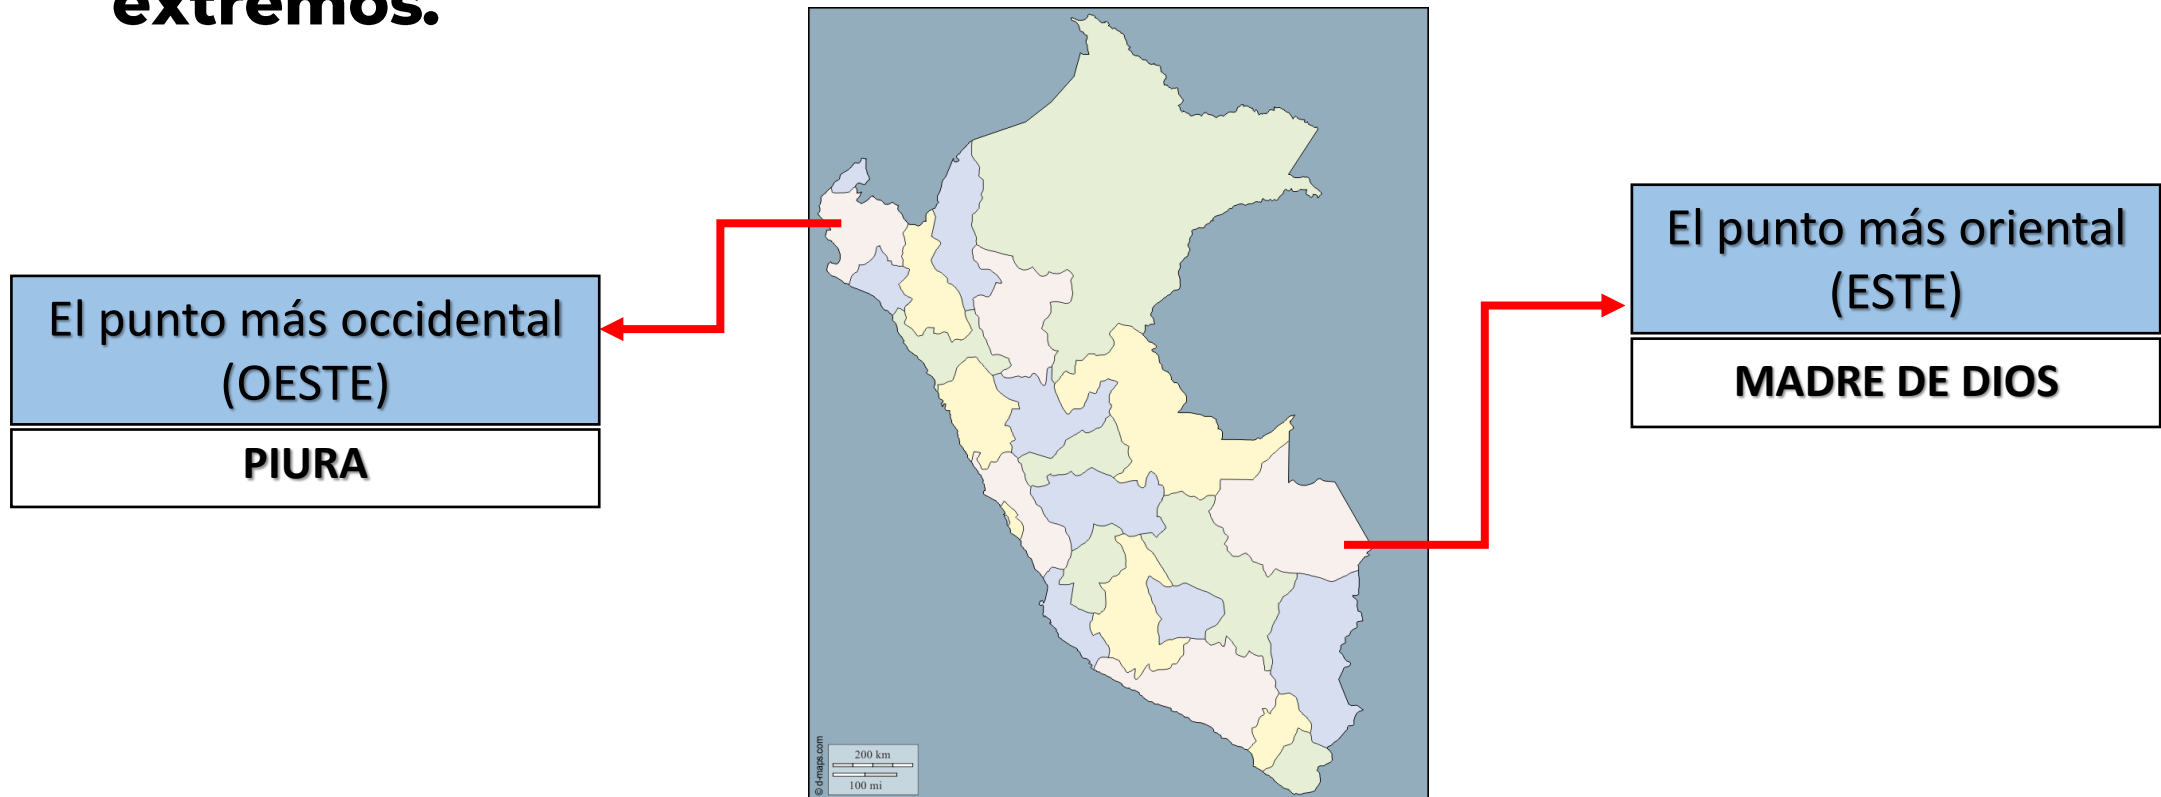 extremos.
El punto más occidental
(OESTE)
PIURA
El punto más oriental
(ESTE)
MADRE DE DIOS
200 km
100 mi
© d-maps.com